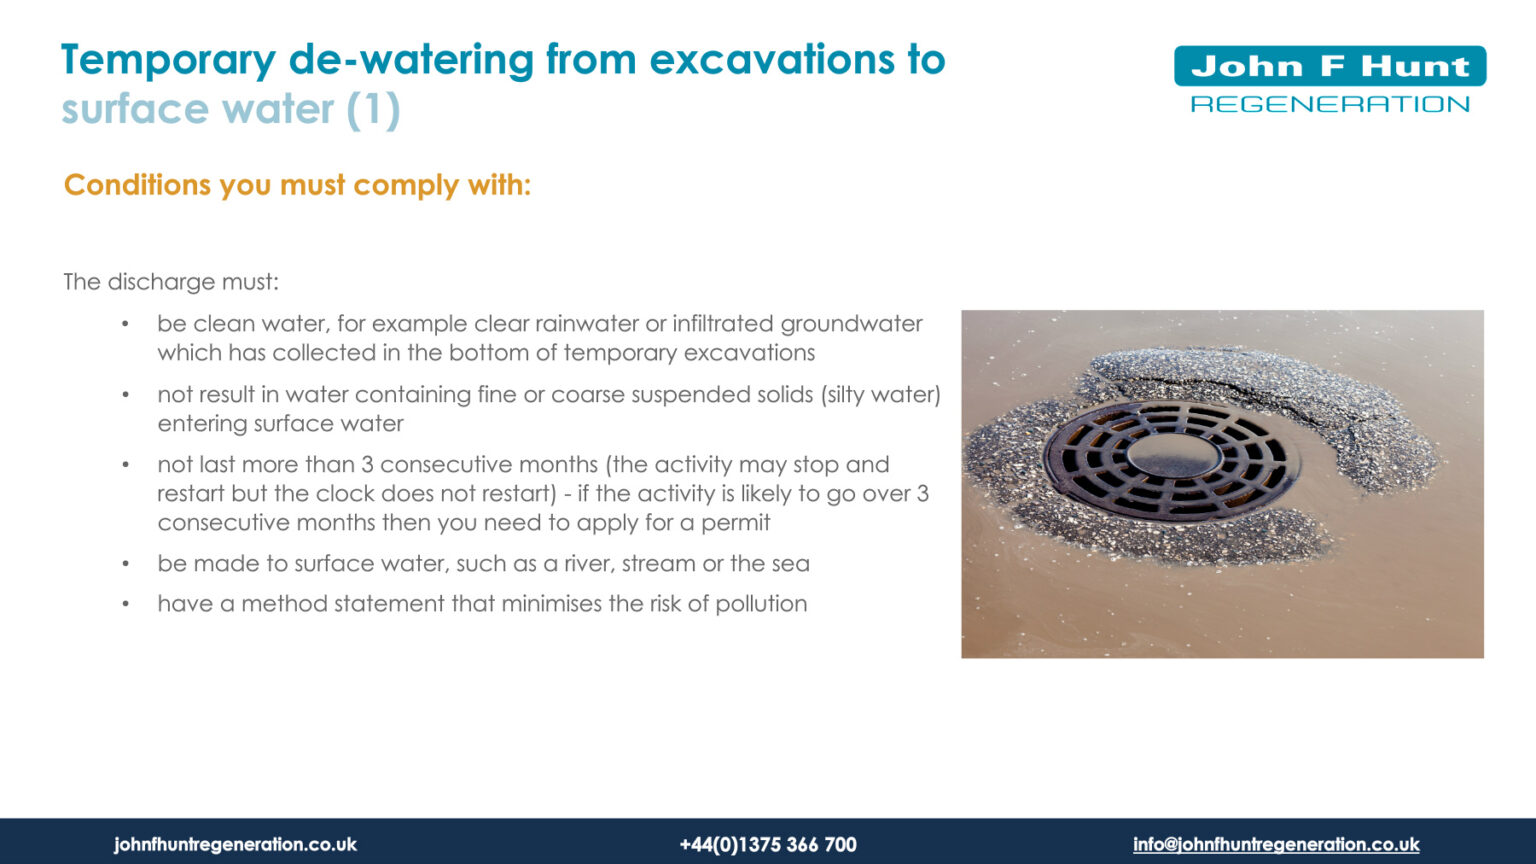 Temporary de-watering from excavations to
surface water (1)
John F Hunt
REGENERATION
Conditions you must comply with:
The discharge must:
• be clean water, for example clear rainwater or infiltrated groundwater
which has collected in the bottom of temporary excavations
• not result in water containing fine or coarse suspended solids (silty water)
entering surface water
• not last more than 3 consecutive months (the activity may stop and
restart but the clock does not restart) - if the activity is likely to go over 3
consecutive months then you need to apply for a permit
• be made to surface water, such as a river, stream or the sea
• have a method statement that minimises the risk of pollution
johnfhuntregeneration.co.uk
+44(0)1375 366 700
info@johnfhuntregeneration.co.uk